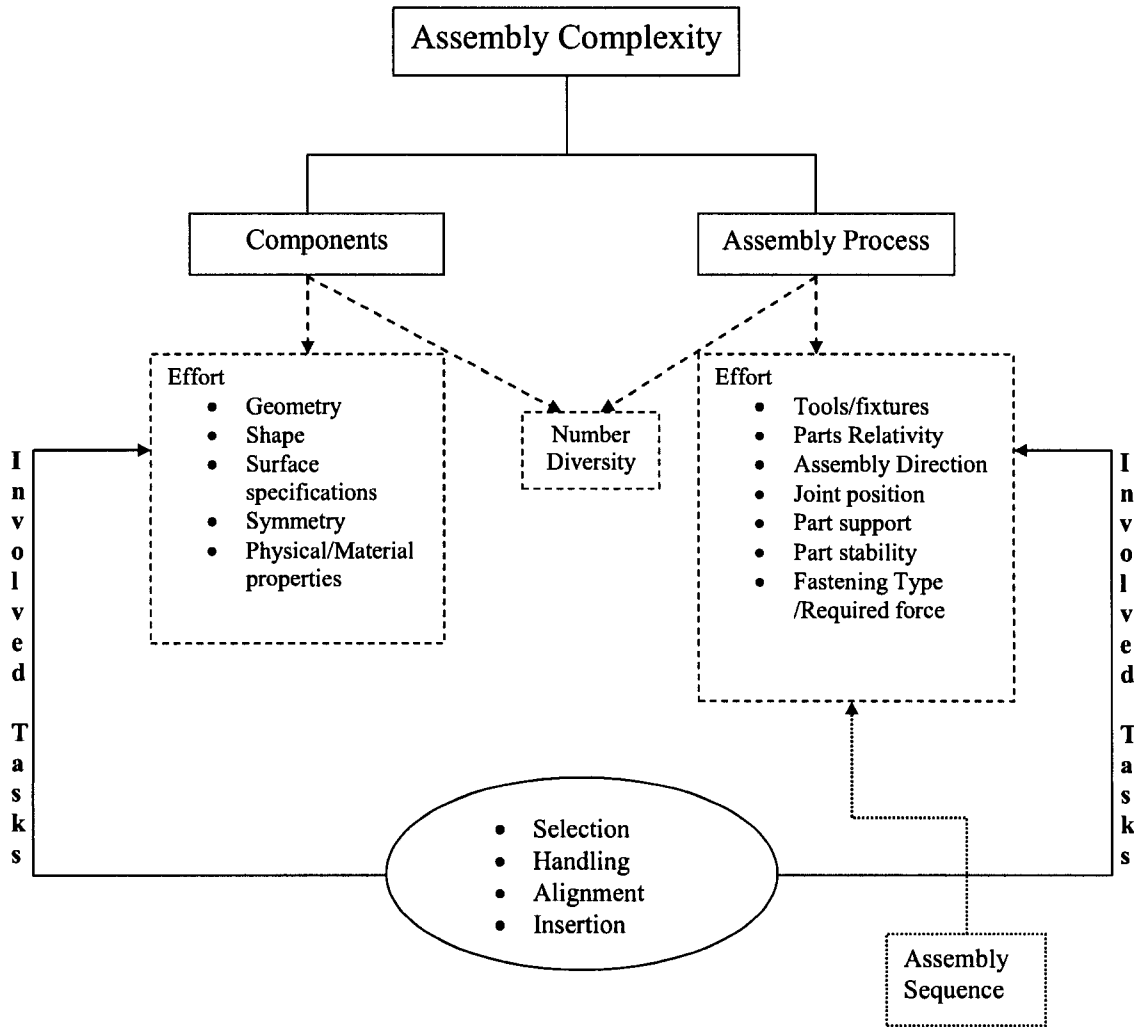 Assembly Complexity
Components
Assembly Process
Effort
• Geometry
• Shape
• Surface
specifications
• Symmetry
• Physical/Material
properties
Number
Diversity
Effort
• Tools/fixtures
• Parts Relativity
• Assembly Direction
• Joint position
• Part support
• Part stability
• Fastening Type
/Required force
Involved Tasks
Involved Tasks
• Selection
• Handling
• Alignment
• Insertion
Assembly
Sequence